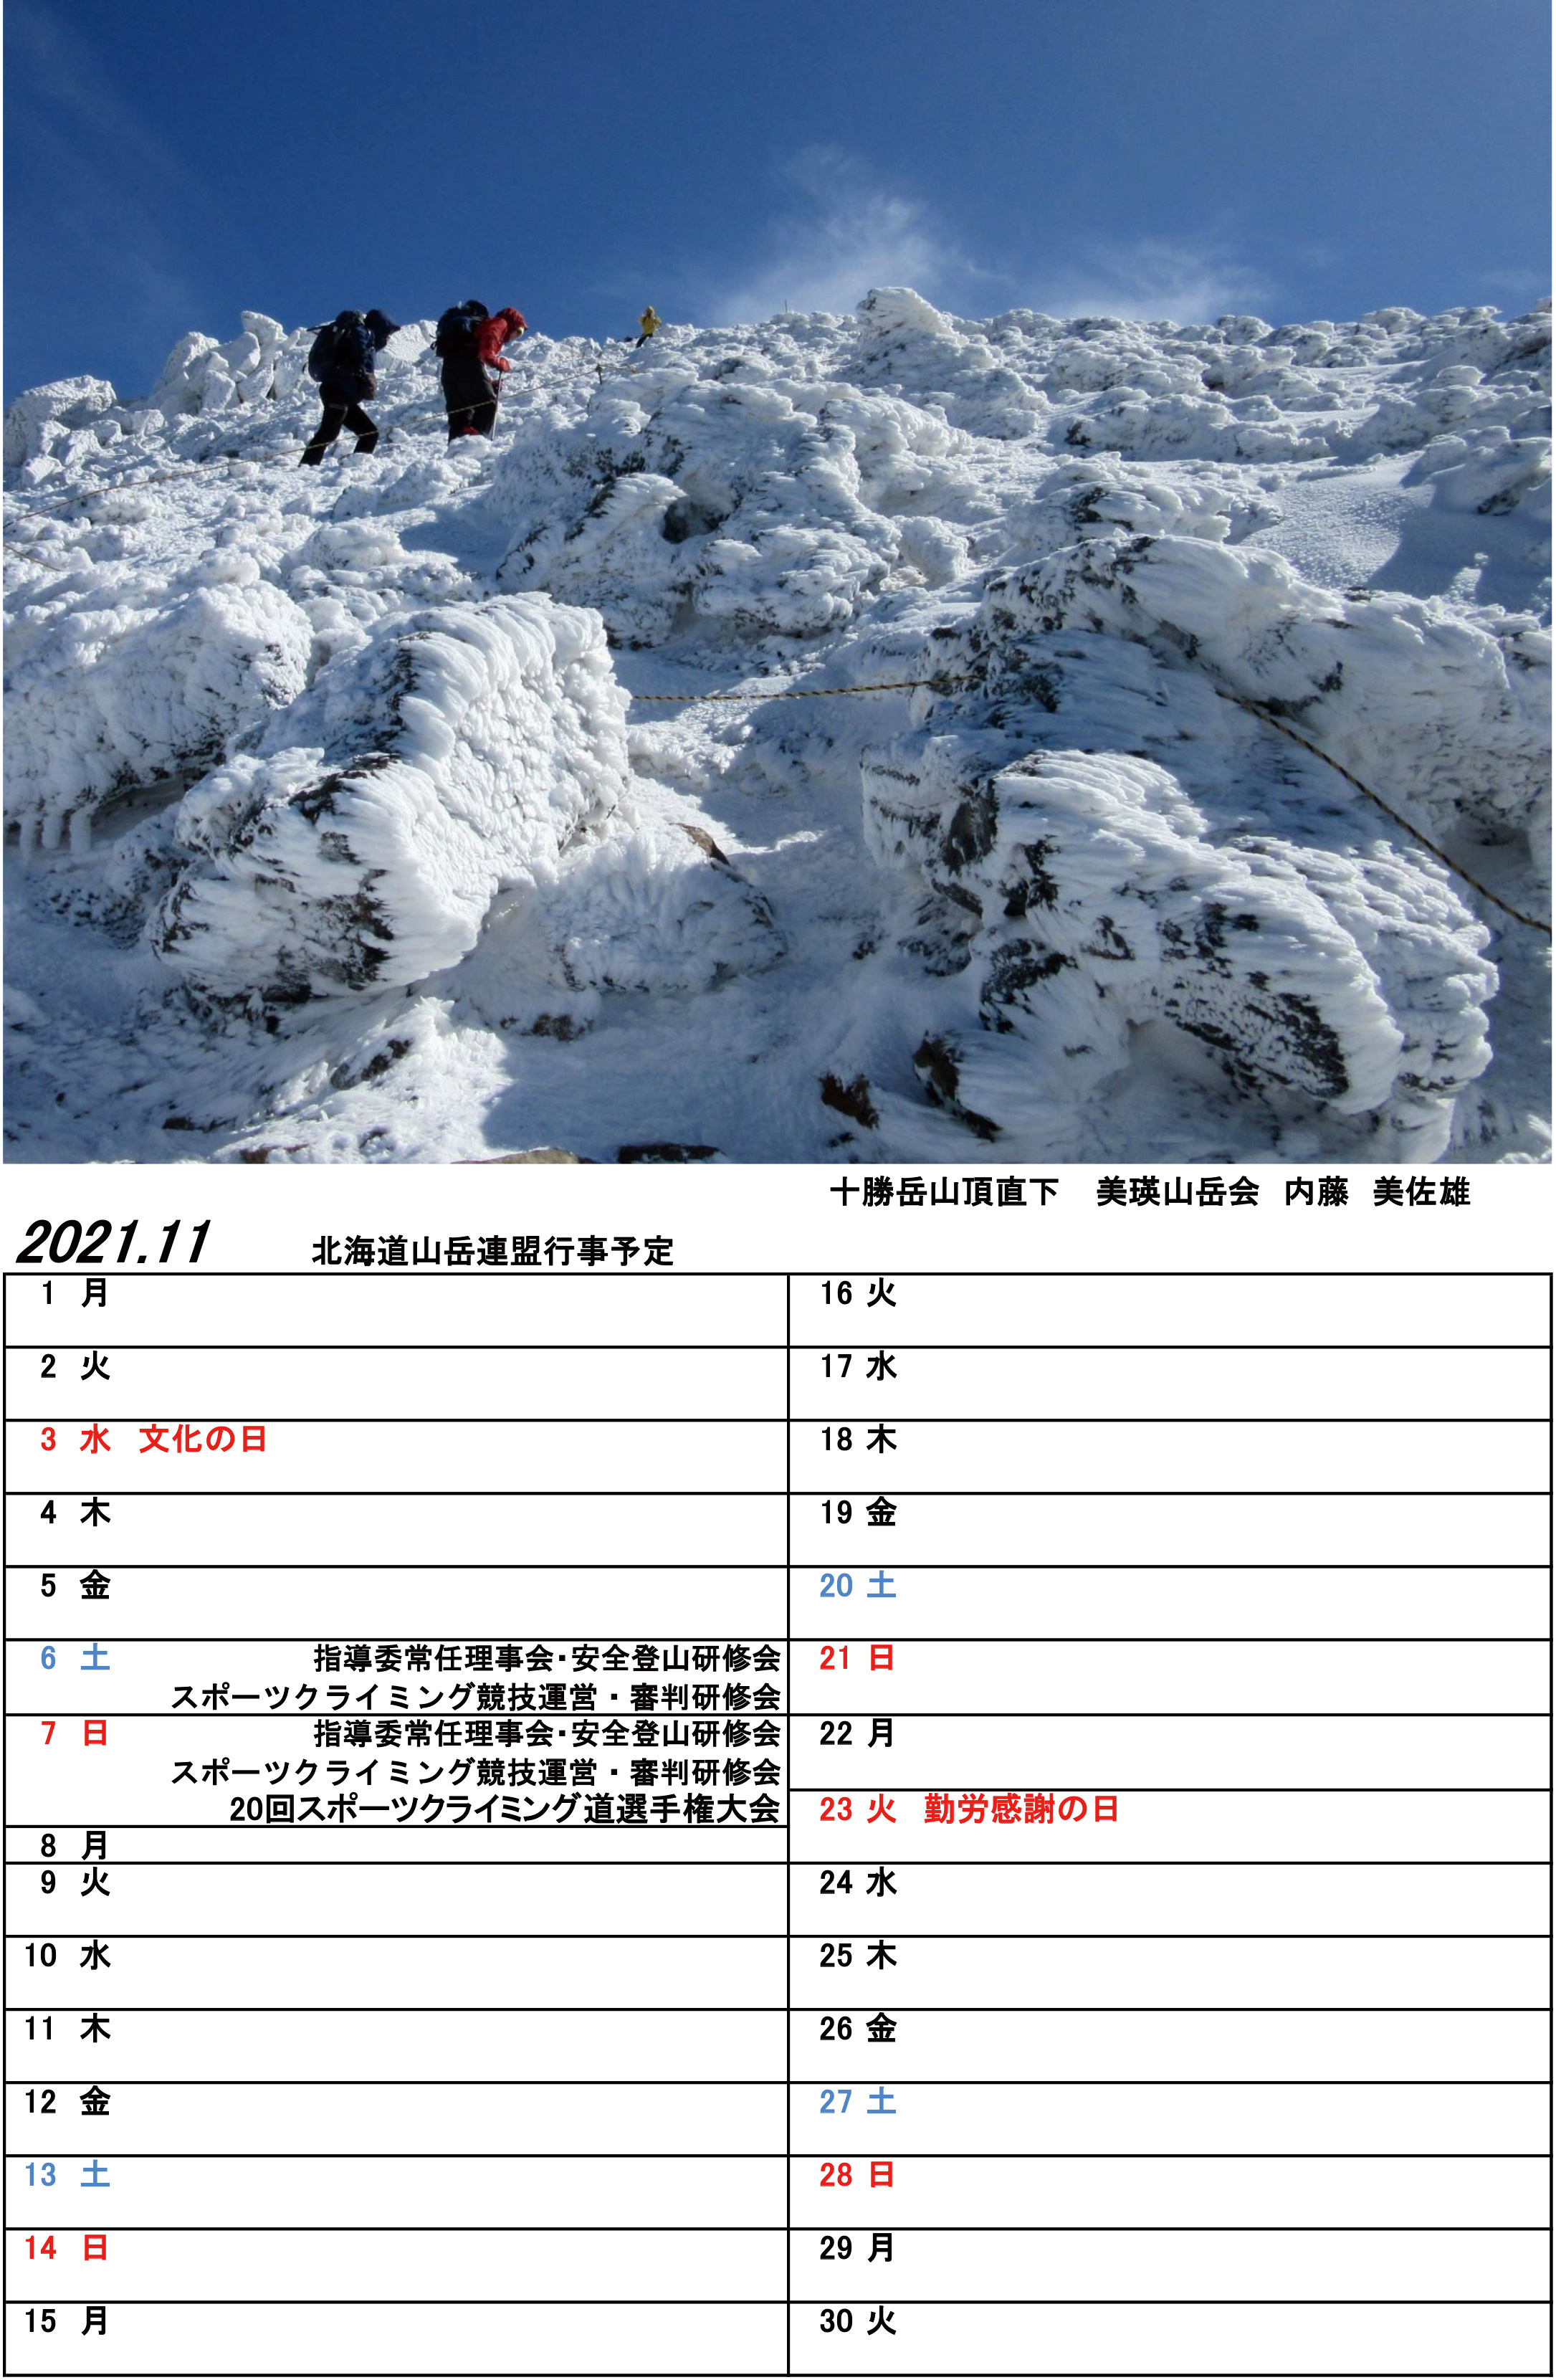 十勝岳山頂直下　美瑛山岳会　内藤　美佐雄
2021.11　北海道山岳連盟行事予定
1 月
2 火
3 水 文化の日
4 木
5 金
6 土 指導委常任理事会・安全登山研修会
スポーツクライミング競技運営・審判研修会
7 日 指導委常任理事会・安全登山研修会
スポーツクライミング競技運営・審判研修会
20回スポーツクライミング道選手権大会
8 月
9 火
10 水
11 木
12 金
13 土
14 日
15 月
16 火
17 水
18 木
19 金
20 土
21 日
22 月
23 火 勤労感謝の日
24 水
25 木
26 金
27 土
28 日
29 月
30 火